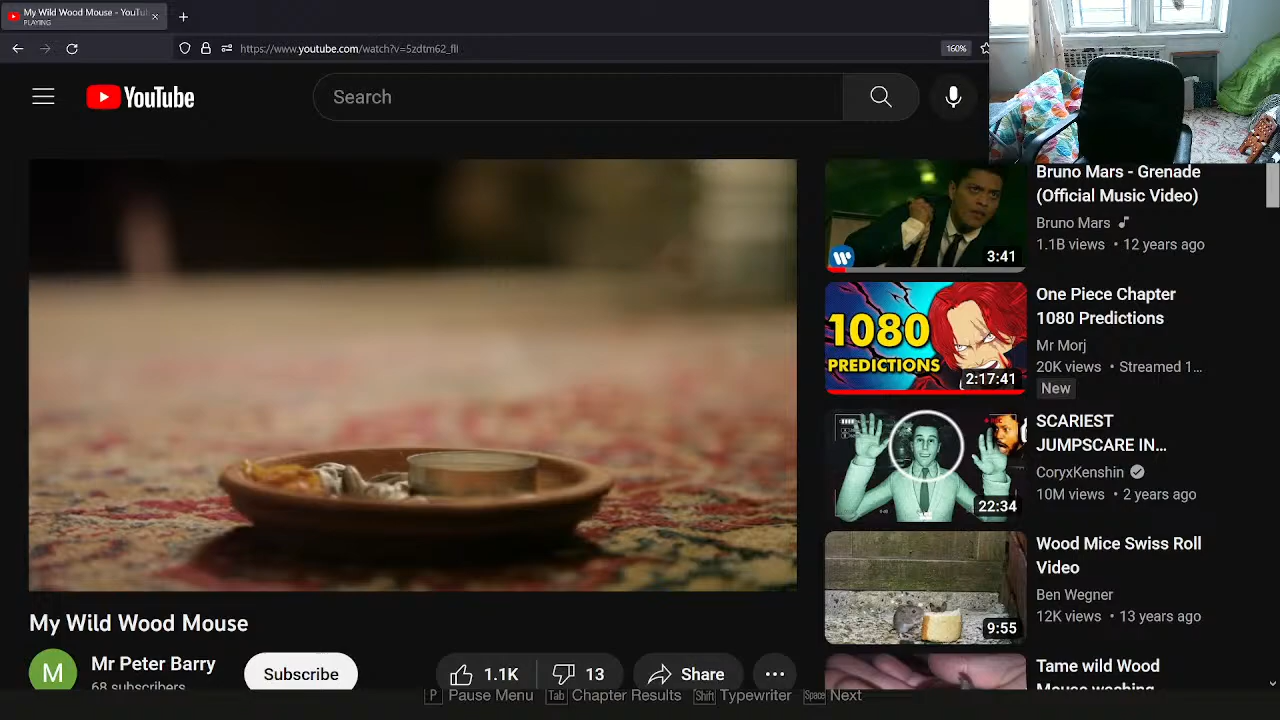 My Wild Wood Mouse - YouTu
PLAYING
https://www.youtube.com/watch?v=5zdtm62_flI
160%
YouTube
Search
Bruno Mars - Grenade
(Official Music Video)
Bruno Mars
1.1B views • 12 years ago
3:41
One Piece Chapter
1080 Predictions
Mr Morj
20K views • Streamed 1...
New
1080
PREDICTIONS
2:17:41
SCARIEST
JUMPSCARE IN...
CoryxKenshin
10M views • 2 years ago
22:34
Wood Mice Swiss Roll
Video
Ben Wegner
12K views • 13 years ago
9:55
My Wild Wood Mouse
M
Mr Peter Barry
68 subscribers
Subscribe
1.1K
13
Share
Tame wild Wood
Mouse washing
P Pause Menu Tab Chapter Results Shift Typewriter Space Next